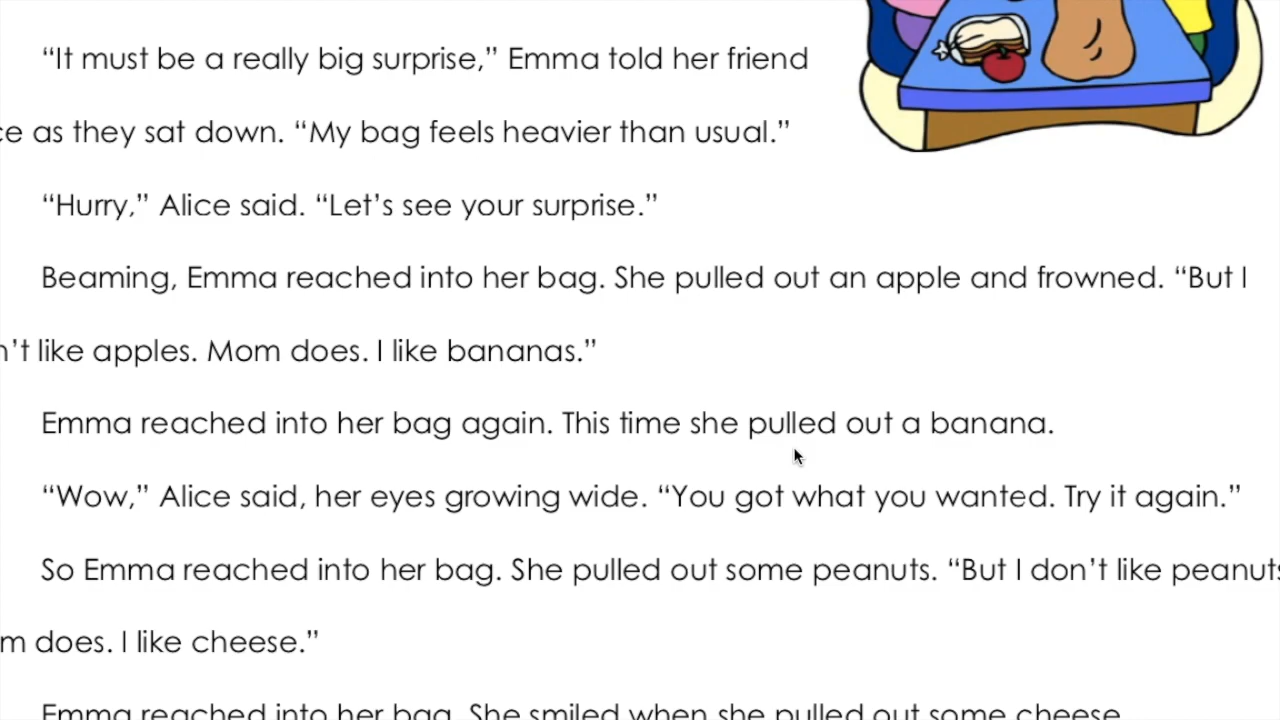 “It must be a really big surprise,” Emma told her friend
ce as they sat down. “My bag feels heavier than usual.”
“Hurry,” Alice said. “Let’s see your surprise.”
Beaming, Emma reached into her bag. She pulled out an apple and frowned. “But I
n’t like apples. Mom does. I like bananas.”
Emma reached into her bag again. This time she pulled out a banana.
“Wow,” Alice said, her eyes growing wide. “You got what you wanted. Try it again.”
So Emma reached into her bag. She pulled out some peanuts. “But I don’t like peanuts
m does. I like cheese.”
Emma reached into her bag. She smiled when she pulled out some cheese